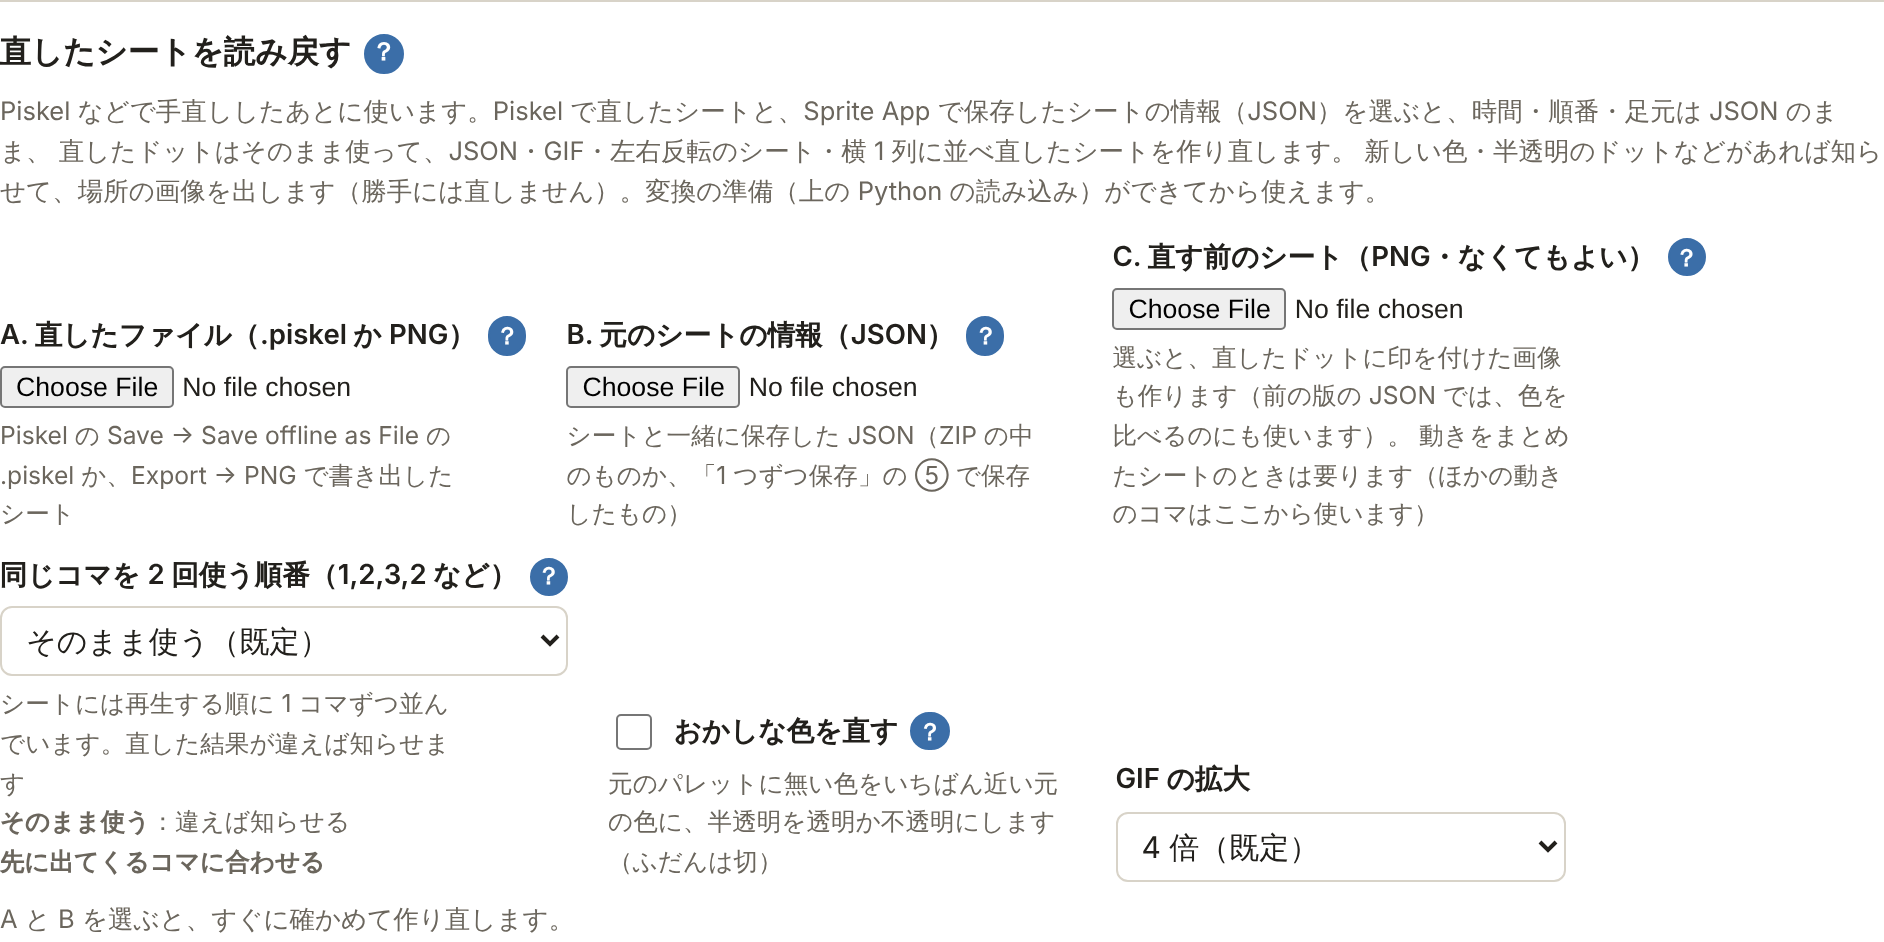 直したシートを読み戻す ?
Piskel などで手直ししたあとに使います。Piskel で直したシートと、Sprite App で保存したシートの情報（JSON）を選ぶと、時間・順番・足元は JSON のま
ま、 直したドットはそのまま使って、JSON・GIF・左右反転のシート・横 1 列に並べ直したシートを作り直します。 新しい色・半透明のドットなどがあれば知ら
せて、場所の画像を出します（勝手には直しません）。変換の準備（上の Python の読み込み）ができてから使えます。
A. 直したファイル（.piskel か PNG） ?
Choose File No file chosen
Piskel の Save → Save offline as File の
.piskel か、Export → PNG で書き出した
シート
B. 元のシートの情報（JSON） ?
Choose File No file chosen
シートと一緒に保存した JSON（ZIP の中
のものか、「1 つずつ保存」の ⑤ で保存
したもの）
C. 直す前のシート（PNG・なくてもよい） ?
Choose File No file chosen
選ぶと、直したドットに印を付けた画像
も作ります（前の版の JSON では、色を
比べるのにも使います）。 動きをまとめ
たシートのときは要ります（ほかの動き
のコマはここから使います）
同じコマを 2 回使う順番（1,2,3,2 など） ?
そのまま使う（既定）
シートには再生する順に 1 コマずつ並ん
でいます。直した結果が違えば知らせま
す
そのまま使う：違えば知らせる
先に出てくるコマに合わせる
おかしな色を直す ?
元のパレットに無い色をいちばん近い元
の色に、半透明を透明か不透明にします
（ふだんは切）
GIF の拡大
4 倍（既定）
A と B を選ぶと、すぐに確かめて作り直します。